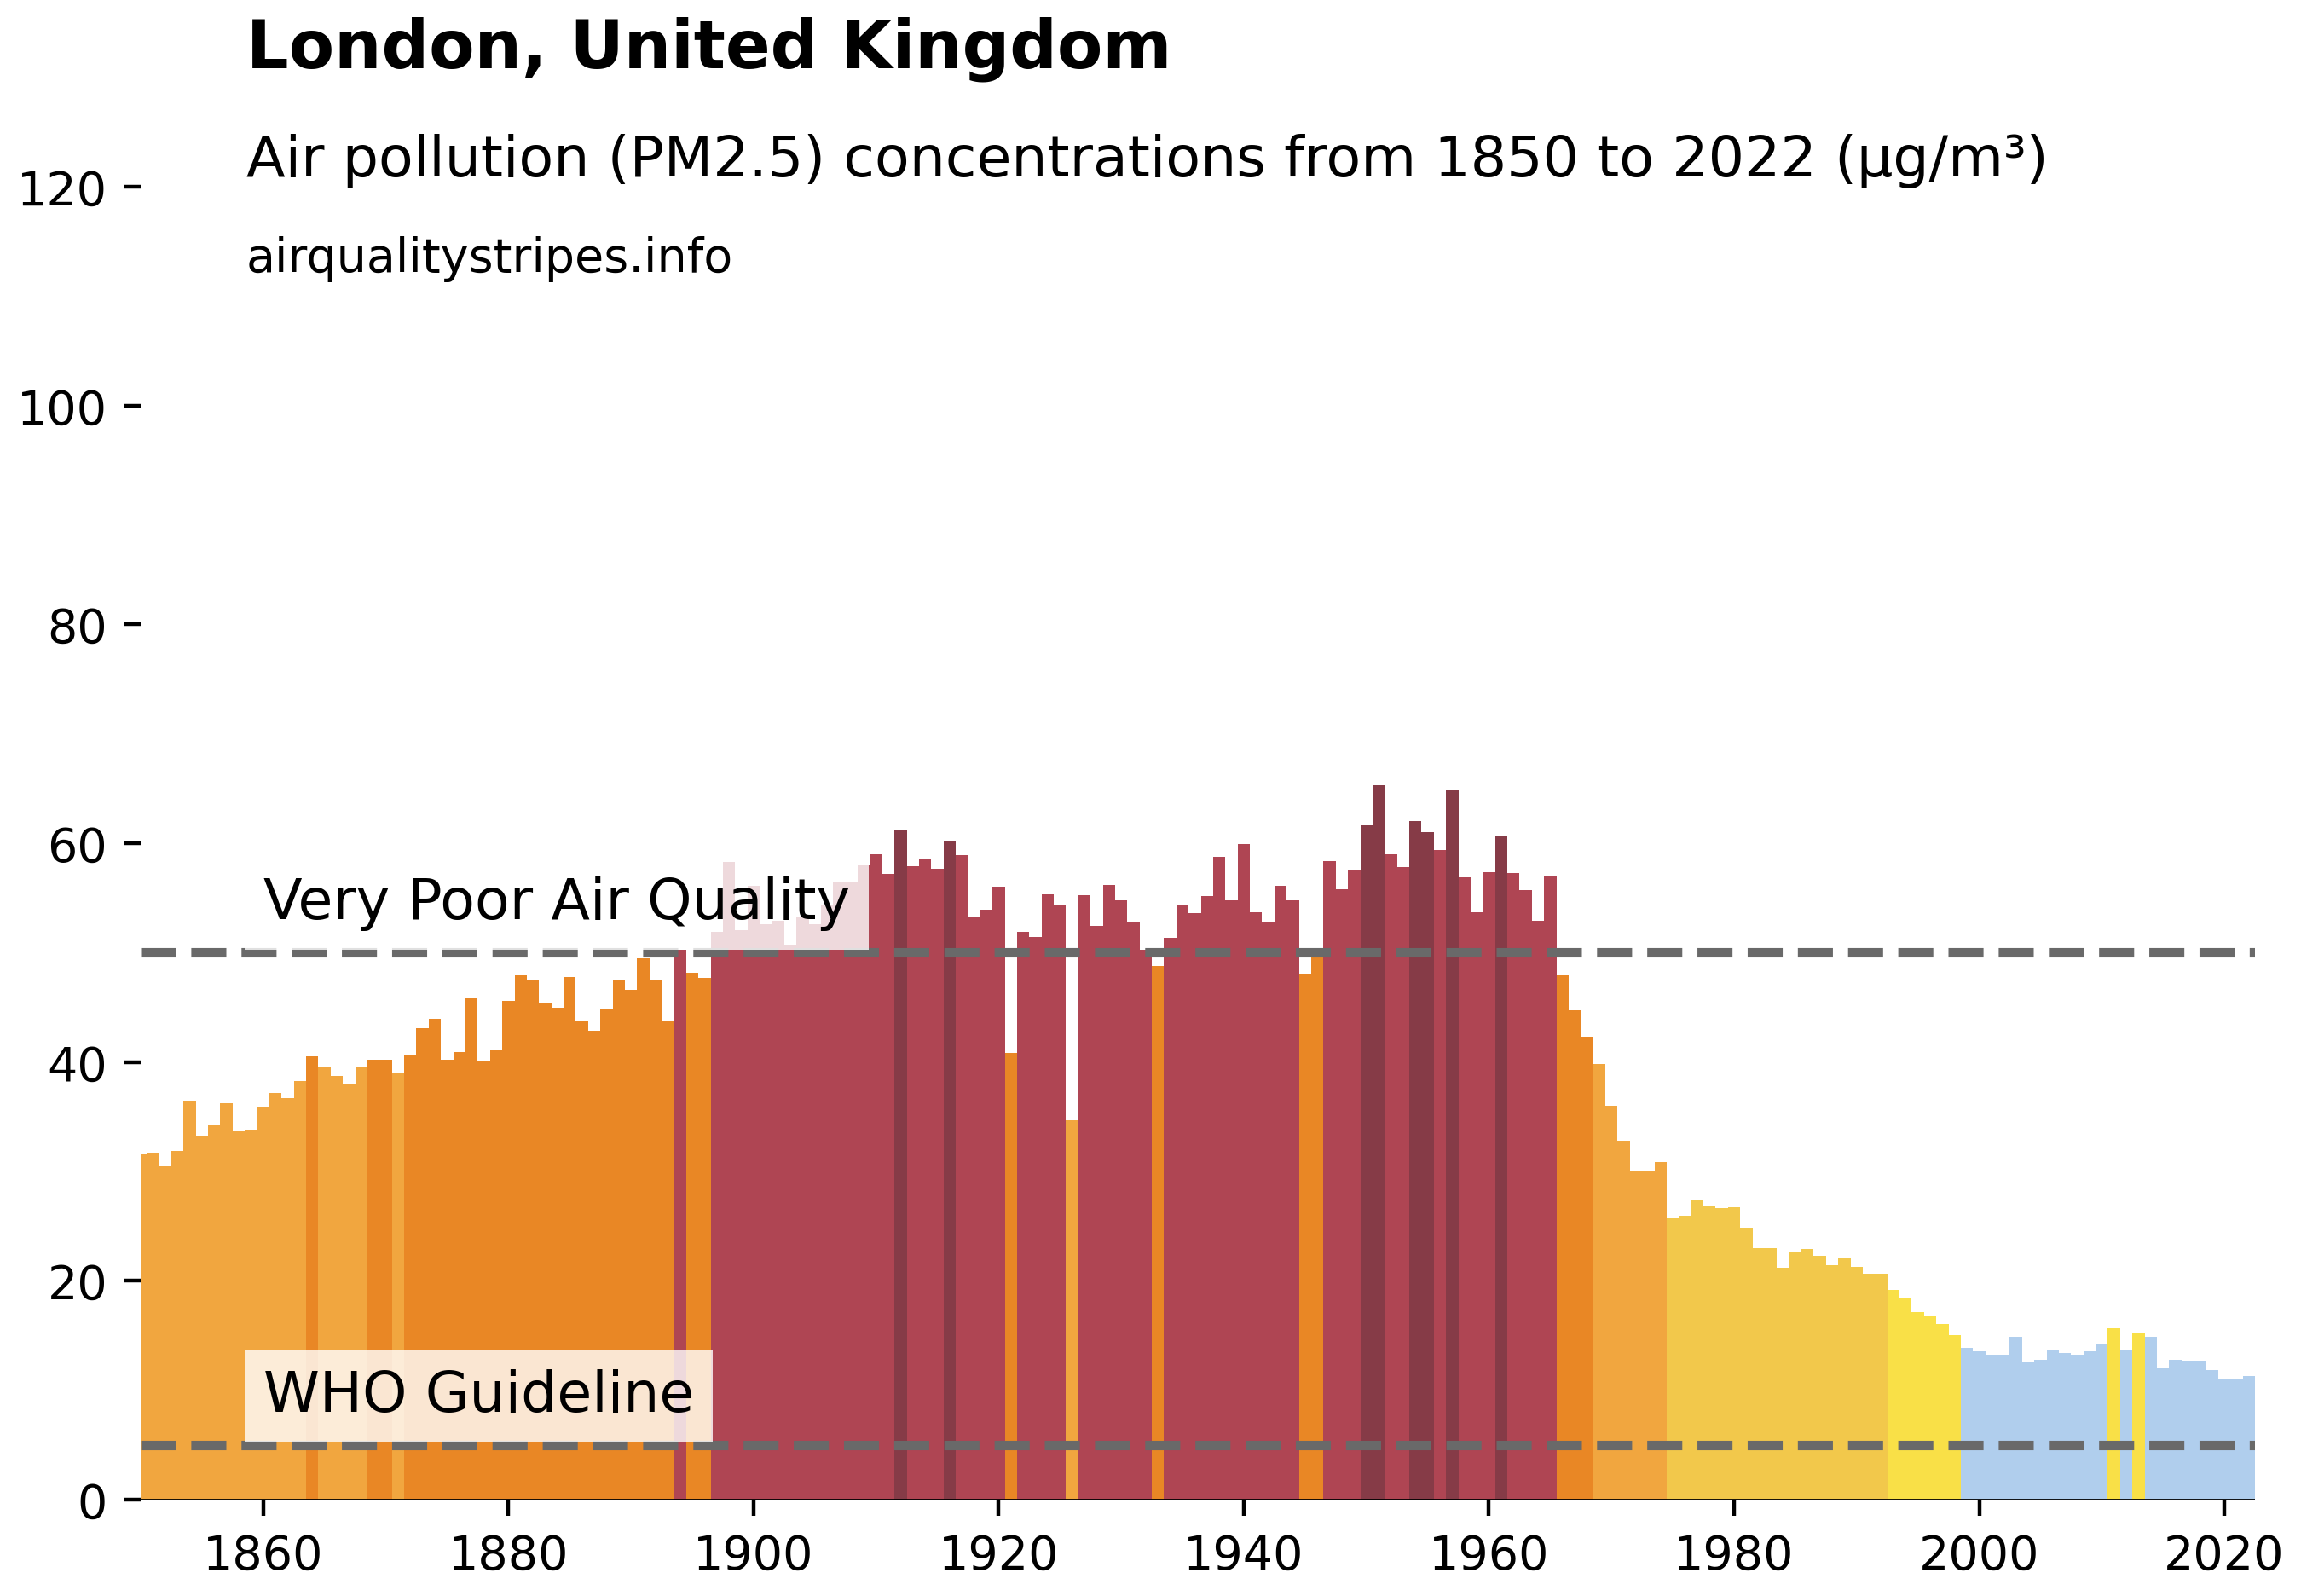 London, United Kingdom
Air pollution (PM2.5) concentrations from 1850 to 2022 (μg/m³)
airqualitystripes.info
120
100
80
60
Very Poor Air Quality
40
20
WHO Guideline
0
1860 1880 1900 1920 1940 1960 1980 2000 2020